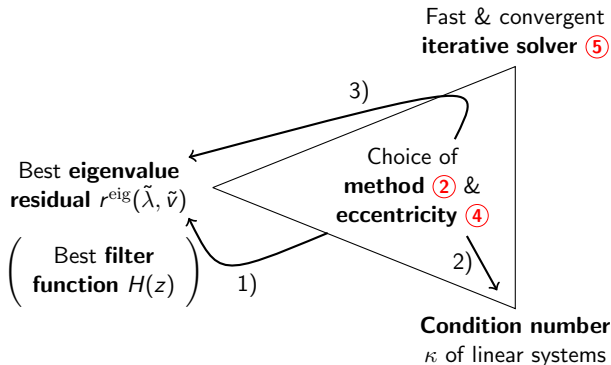 Fast & convergent
iterative solver ⑤
3)
Choice of
method ② &
eccentricity ④
Best eigenvalue
residual r^eig(λ̃, ṽ)
(Best filter
function H(z))
1)
2)
Condition number
κ of linear systems